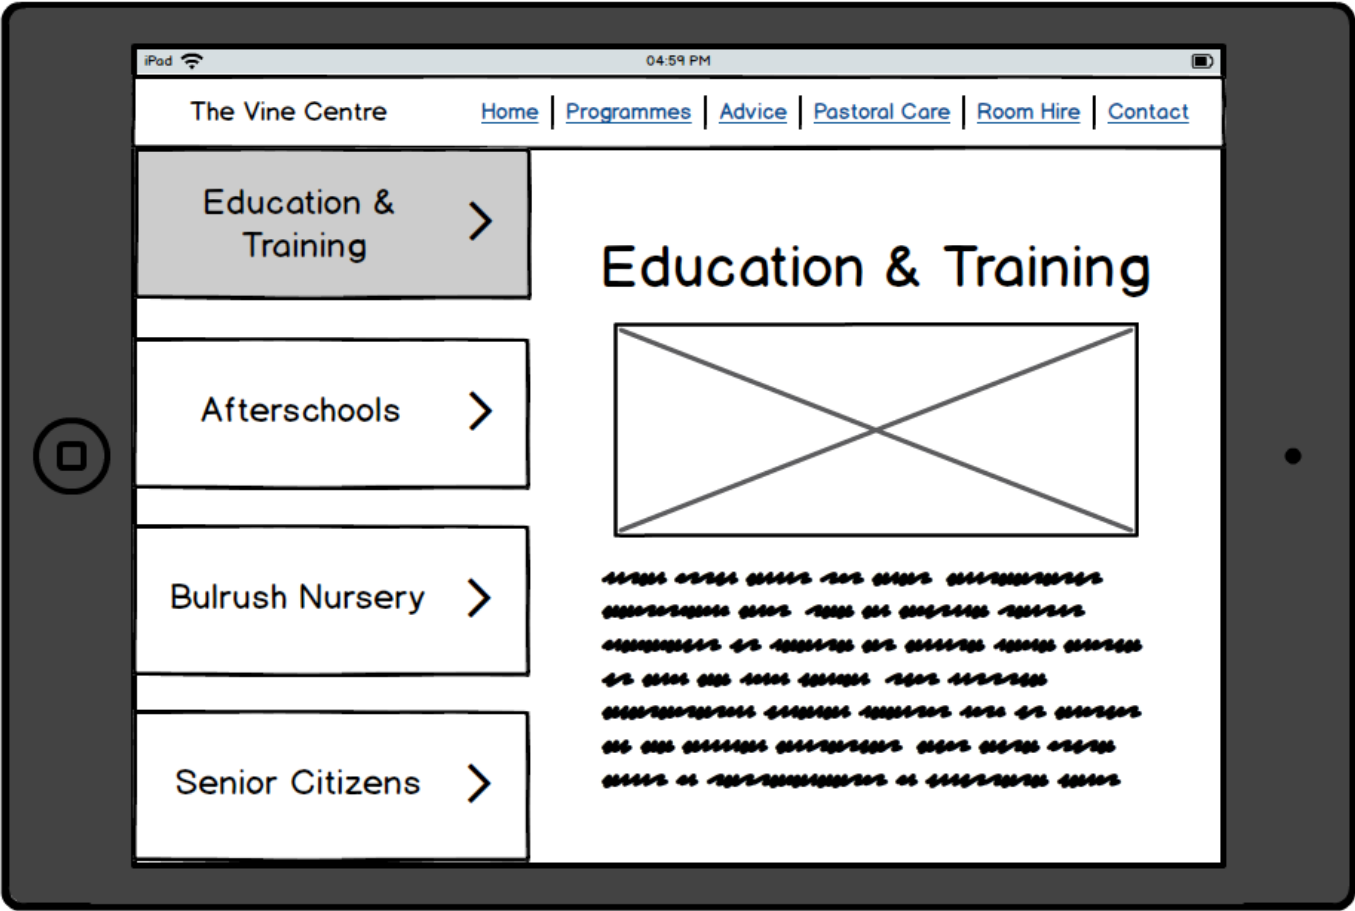 iPad 04:59 PM
The Vine Centre Home Programmes Advice Pastoral Care Room Hire Contact
Education &
Training
Afterschools
Bulrush Nursery
Senior Citizens
Education & Training